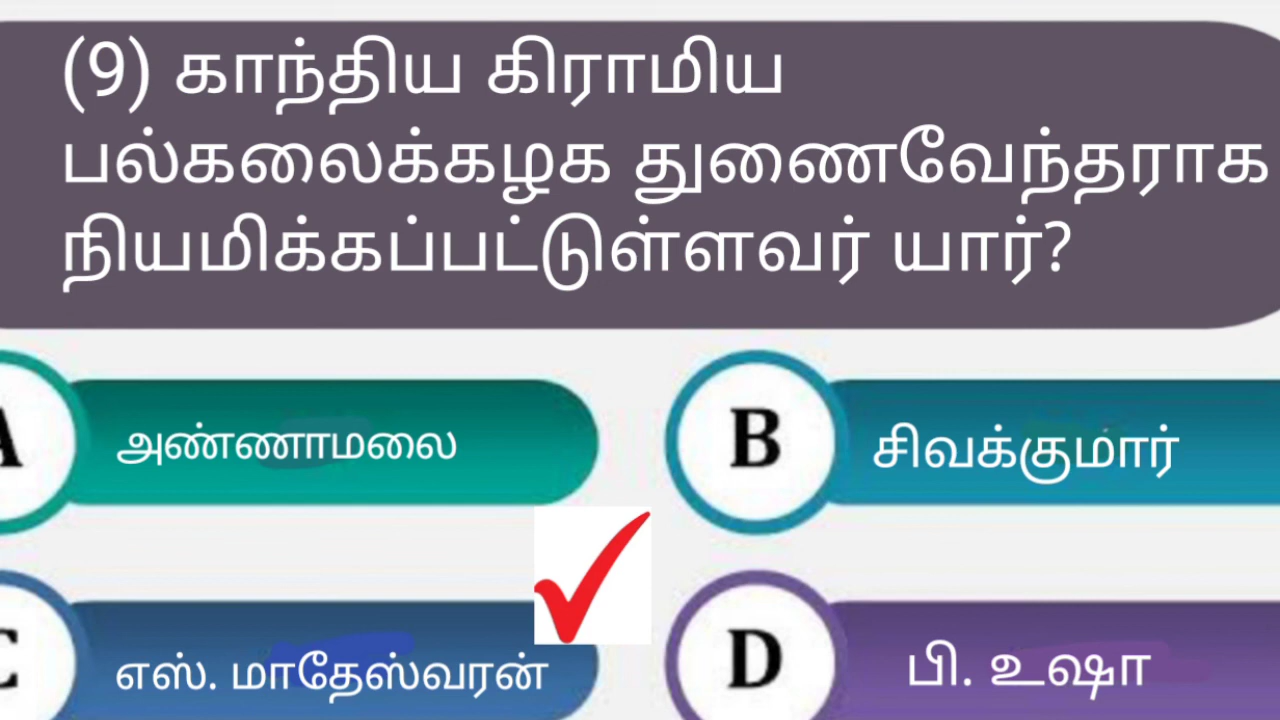 (9) காந்திய கிராமிய
பல்கலைக்கழக துணைவேந்தராக
நியமிக்கப்பட்டுள்ளவர் யார்?
A அண்ணாமலை
B சிவக்குமார்
C எஸ். மாதேஸ்வரன்
D பி. உஷா